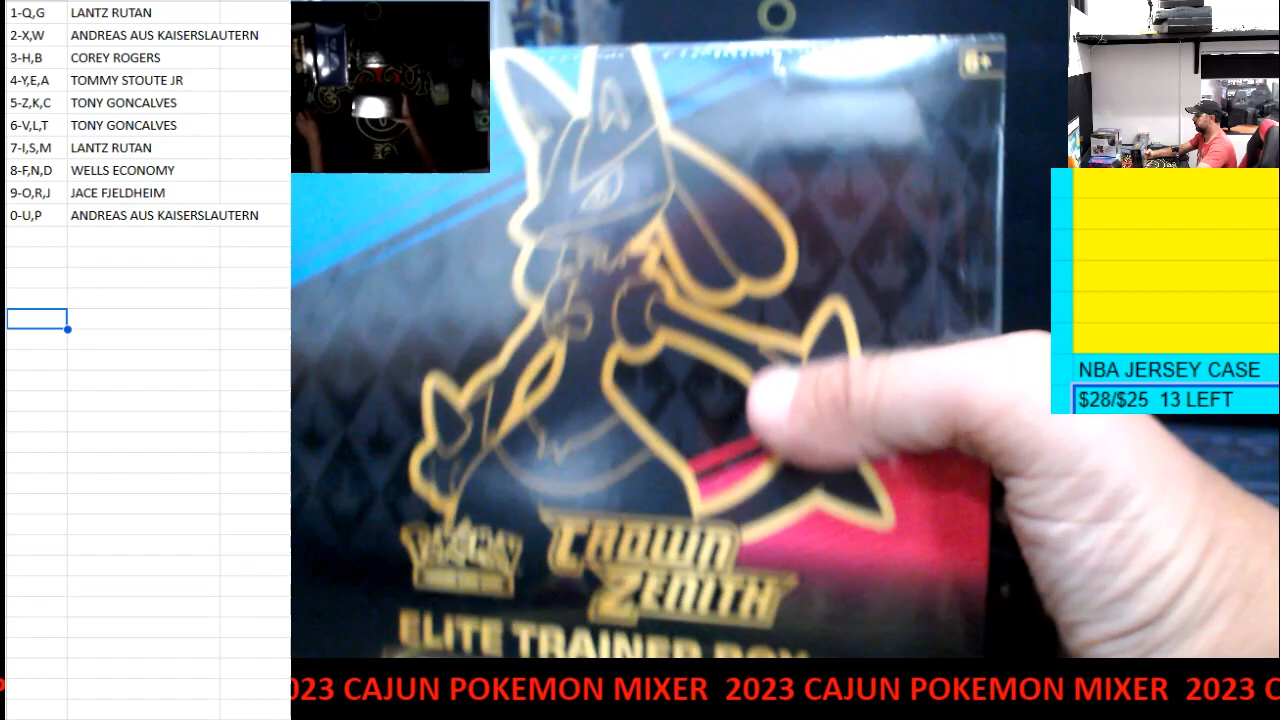 1-Q,G LANTZ RUTAN
2-X,W ANDREAS AUS KAISERSLAUTERN
3-H,B COREY ROGERS
4-Y,E,A TOMMY STOUTE JR
5-Z,K,C TONY GONCALVES
6-V,L,T TONY GONCALVES
7-I,S,M LANTZ RUTAN
8-F,N,D WELLS ECONOMY
9-O,R,J JACE FJELDHEIM
0-U,P ANDREAS AUS KAISERSLAUTERN
6+
CROWN
ZENITH
ELITE TRAINER BOX
NBA JERSEY CASE
$28/$25 13 LEFT
023 CAJUN POKEMON MIXER 2023 CAJUN POKEMON MIXER 2023 C